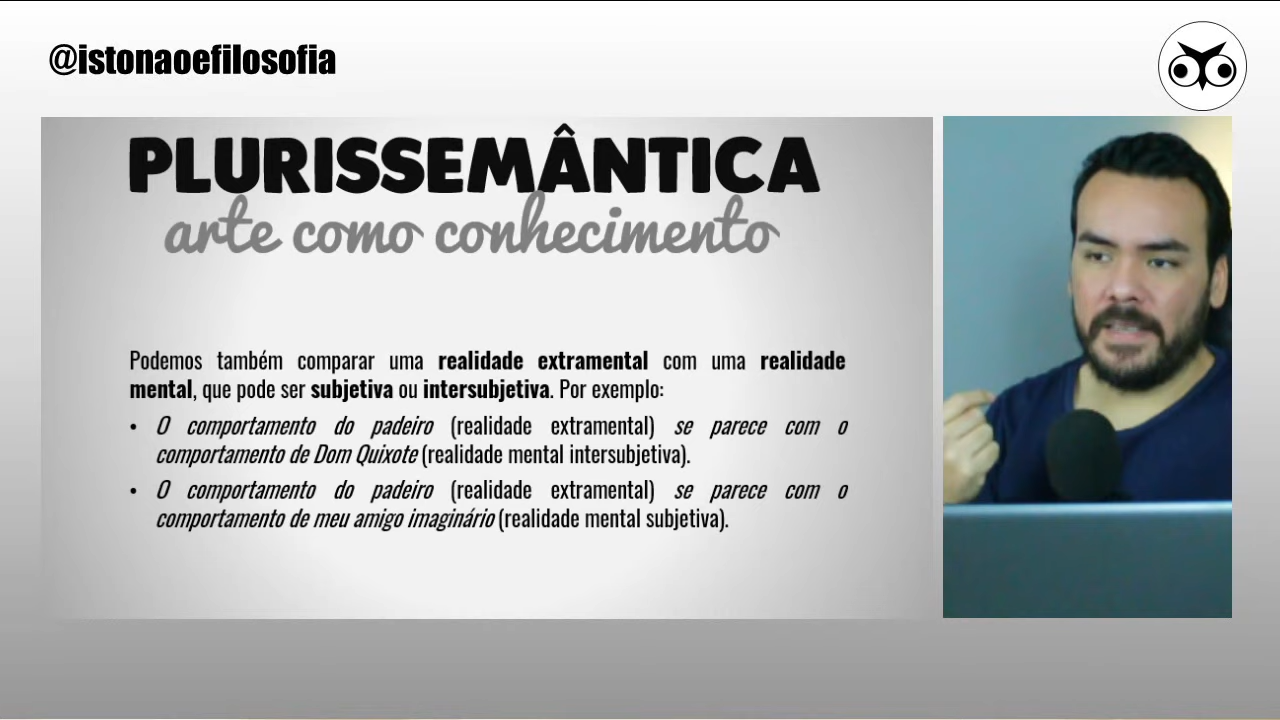 @istonaoefilosofia
PLURISSEMÂNTICA
arte como conhecimento
Podemos também comparar uma realidade extramental com uma realidade
mental, que pode ser subjetiva ou intersubjetiva. Por exemplo:
• O comportamento do padeiro (realidade extramental) se parece com o
comportamento de Dom Quixote (realidade mental intersubjetiva).
• O comportamento do padeiro (realidade extramental) se parece com o
comportamento de meu amigo imaginário (realidade mental subjetiva).